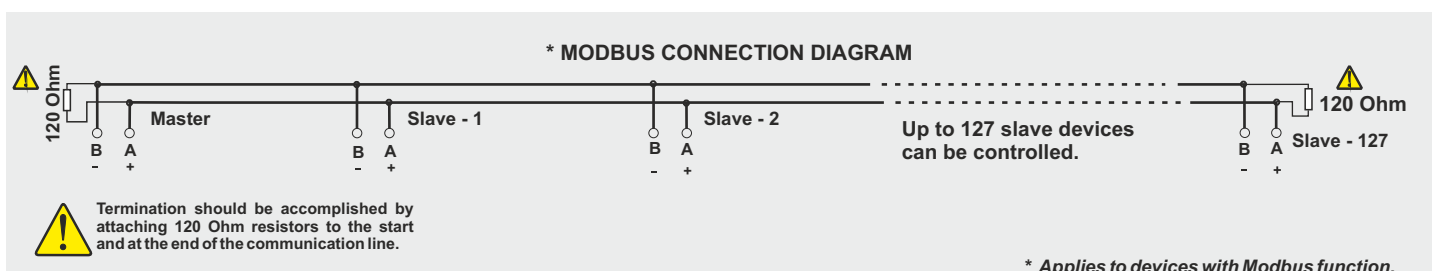 * MODBUS CONNECTION DIAGRAM
120 Ohm
Master
B A
- +
Slave - 1
B A
- +
Slave - 2
B A
- +
Up to 127 slave devices
can be controlled.
120 Ohm
Slave - 127
B A
- +
Termination should be accomplished by
attaching 120 Ohm resistors to the start
and at the end of the communication line.
* Applies to devices with Modbus function.